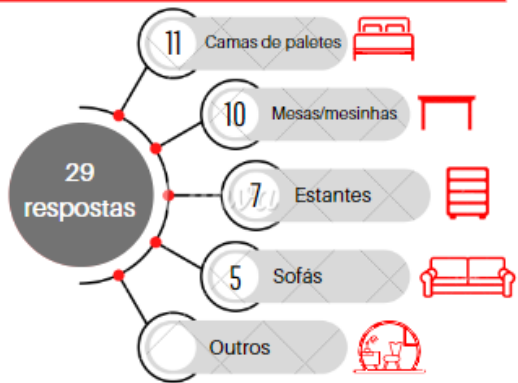 29
respostas
11 Camas de paletes
10 Mesas/mesinhas
7 Estantes
5 Sofás
Outros